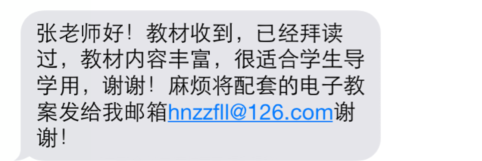 张老师好！教材收到，已经拜读
过，教材内容丰富，很适合学生导
学用，谢谢！麻烦将配套的电子教
案发给我邮箱hnzzfll@126.com谢
谢！